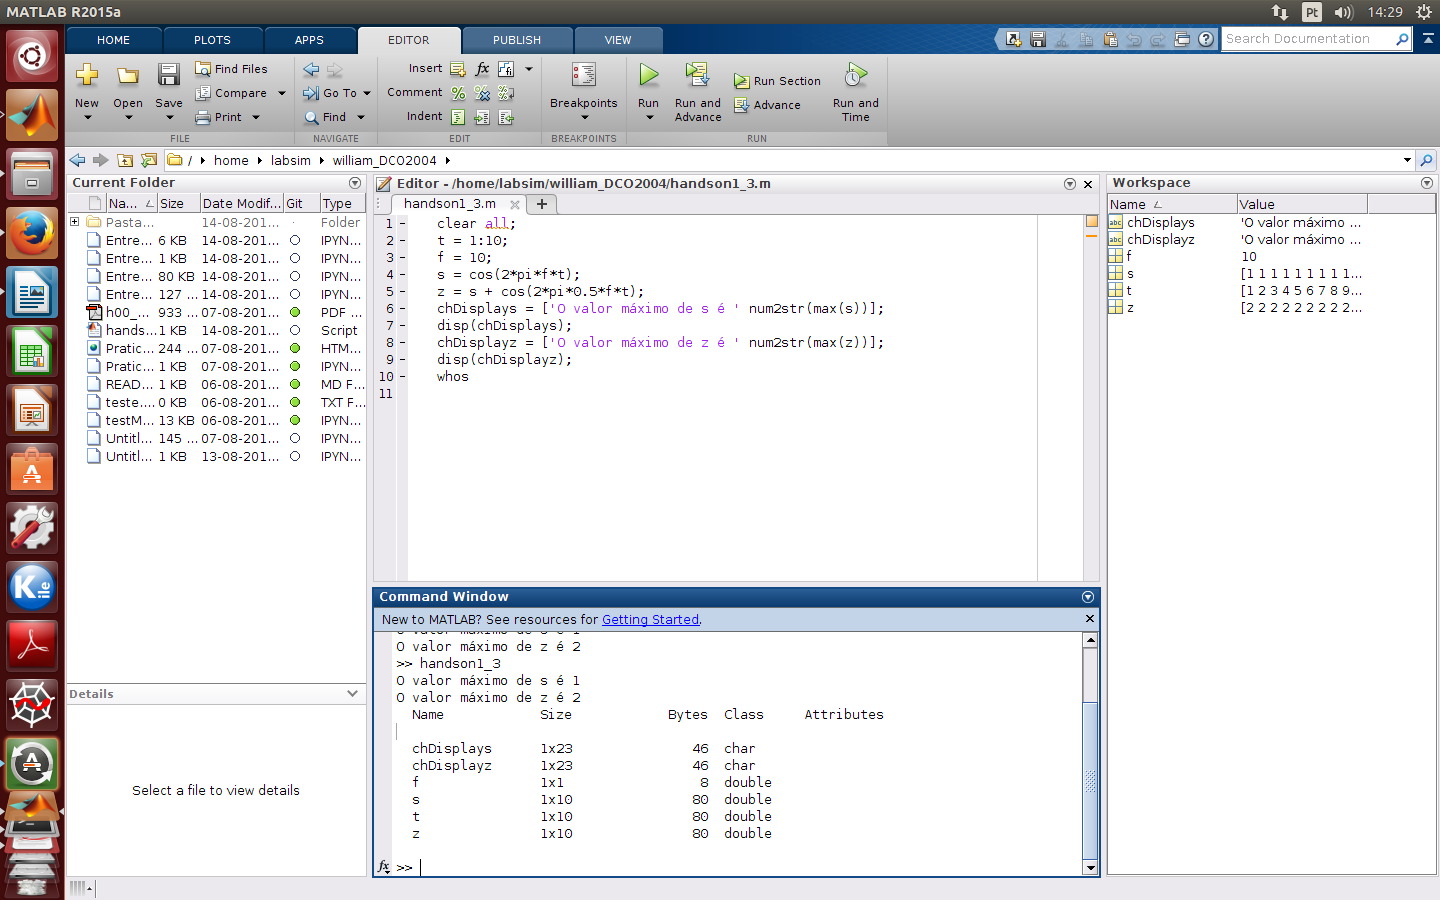 MATLAB R2015a
Pt
14:29
HOME PLOTS APPS EDITOR PUBLISH VIEW
Search Documentation
New
Open
Save
Find Files
Compare
Print
FILE
Go To
Find
NAVIGATE
Insert
Comment
Indent
EDIT
Breakpoints
BREAKPOINTS
Run
Run and Advance
Run Section
Advance
Run and Time
RUN
/ home labsim william_DCO2004
Current Folder
Na... Size Date Modif... Git Type
Pasta... 14-08-201... Folder
Entre... 6 KB 14-08-201... IPYN...
Entre... 1 KB 14-08-201... IPYN...
Entre... 80 KB 14-08-201... IPYN...
Entre... 127 ... 14-08-201... IPYN...
h00_... 933 ... 07-08-201... PDF ...
hands... 1 KB 14-08-201... Script
Pratic... 244 ... 07-08-201... HTM...
Pratic... 1 KB 07-08-201... IPYN...
READ... 1 KB 06-08-201... MD F...
teste.... 0 KB 06-08-201... TXT F...
testM... 13 KB 06-08-201... IPYN...
Untitl... 145 ... 07-08-201... IPYN...
Untitl... 1 KB 13-08-201... IPYN...
Details
Select a file to view details
Editor - /home/labsim/william_DCO2004/handson1_3.m
handson1_3.m
1 - clear all;
2 - t = 1:10;
3 - f = 10;
4 - s = cos(2*pi*f*t);
5 - z = s + cos(2*pi*0.5*f*t);
6 - chDisplays = ['O valor máximo de s é ' num2str(max(s))];
7 - disp(chDisplays);
8 - chDisplayz = ['O valor máximo de z é ' num2str(max(z))];
9 - disp(chDisplayz);
10 - whos
11
Command Window
New to MATLAB? See resources for Getting Started.
O valor máximo de s é 1
O valor máximo de z é 2
>> handson1_3
O valor máximo de s é 1
O valor máximo de z é 2
Name Size Bytes Class Attributes
chDisplays 1x23 46 char
chDisplayz 1x23 46 char
f 1x1 8 double
s 1x10 80 double
t 1x10 80 double
z 1x10 80 double
fx >>
Workspace
Name Value
chDisplays 'O valor máximo ...
chDisplayz 'O valor máximo ...
f 10
s [1 1 1 1 1 1 1 1 1...
t [1 2 3 4 5 6 7 8 9...
z [2 2 2 2 2 2 2 2 2...